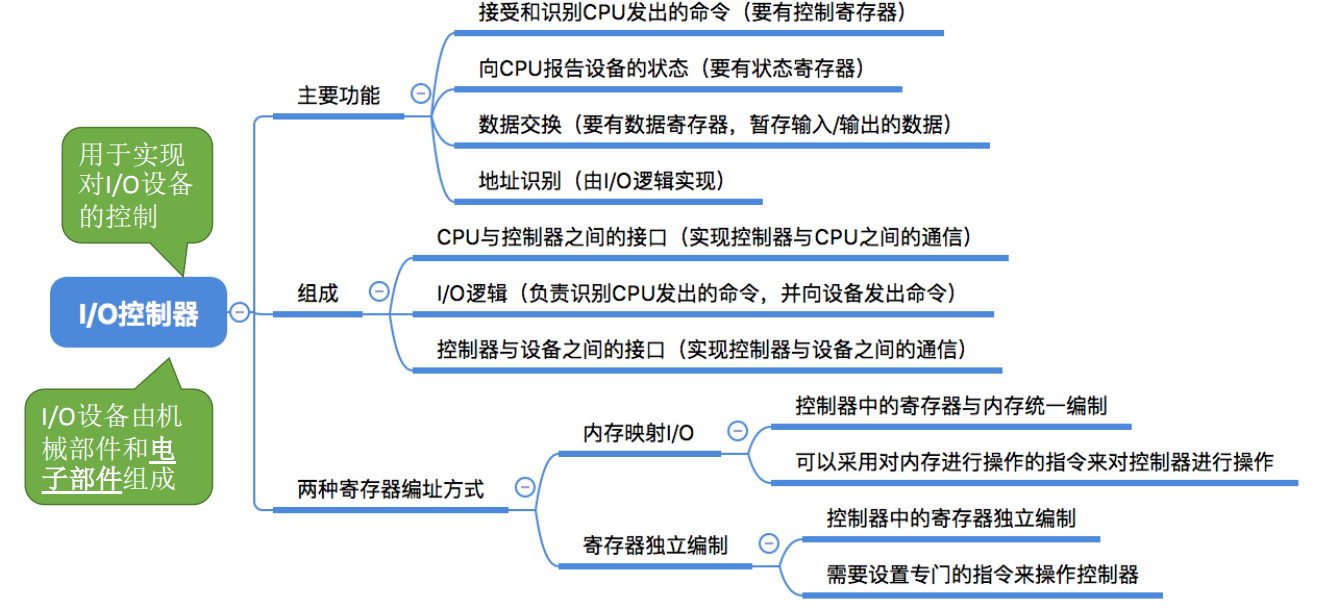 接受和识别CPU发出的命令（要有控制寄存器）
向CPU报告设备的状态（要有状态寄存器）
主要功能
数据交换（要有数据寄存器，暂存输入/输出的数据）
地址识别（由I/O逻辑实现）
用于实现
对I/O设备
的控制
I/O控制器
CPU与控制器之间的接口（实现控制器与CPU之间的通信）
组成
I/O逻辑（负责识别CPU发出的命令，并向设备发出命令）
控制器与设备之间的接口（实现控制器与设备之间的通信）
I/O设备由机
械部件和电
子部件组成
两种寄存器编址方式
内存映射I/O
控制器中的寄存器与内存统一编制
可以采用对内存进行操作的指令来对控制器进行操作
寄存器独立编制
控制器中的寄存器独立编制
需要设置专门的指令来操作控制器